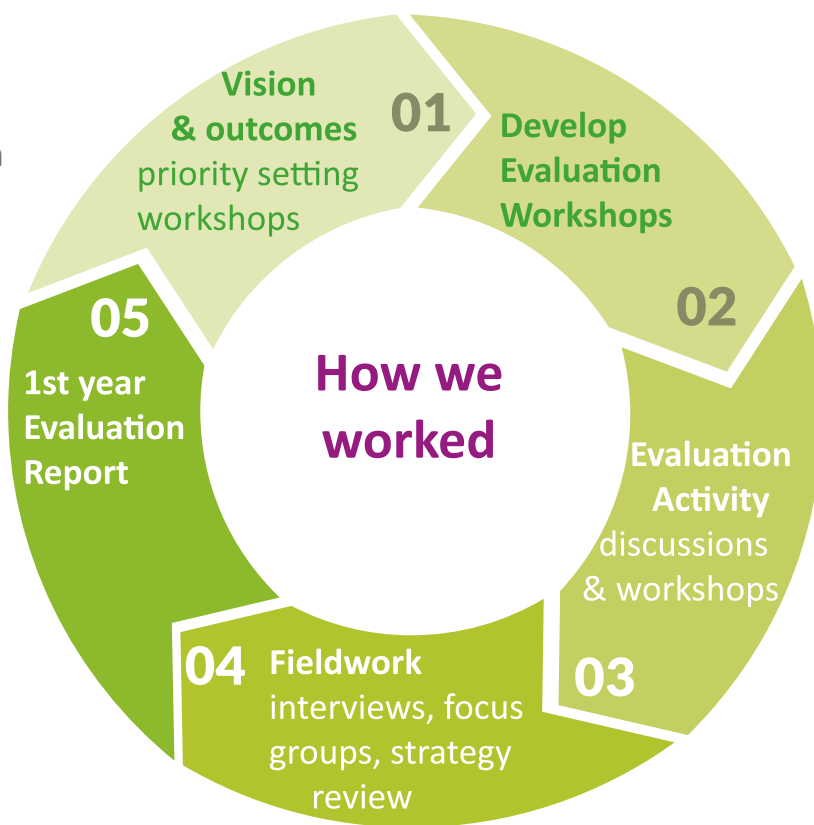 How we
worked
01
Vision
& outcomes
priority setting
workshops
Develop
Evaluation
Workshops
02
Evaluation
Activity
discussions
& workshops
03
04
Fieldwork
interviews, focus
groups, strategy
review
05
1st year
Evaluation
Report